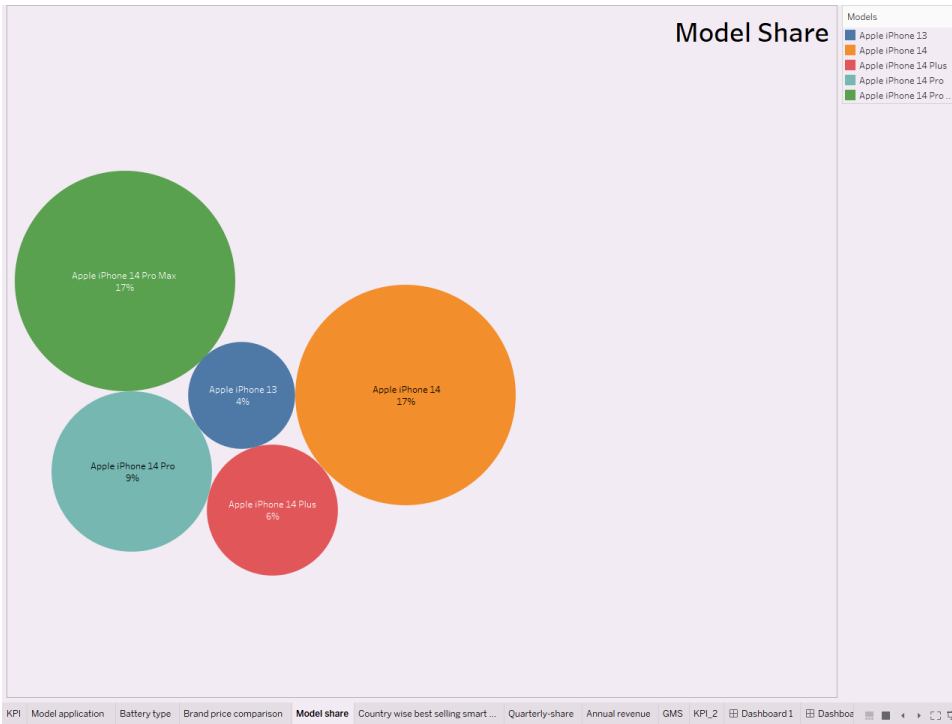 Model Share
Models
Apple iPhone 13
Apple iPhone 14
Apple iPhone 14 Plus
Apple iPhone 14 Pro
Apple iPhone 14 Pro ..
Apple iPhone 14 Pro Max
17%
Apple iPhone 13
4%
Apple iPhone 14
17%
Apple iPhone 14 Pro
9%
Apple iPhone 14 Plus
6%
KPI Model application Battery type Brand price comparison Model share Country wise best selling smart ... Quarterly-share Annual revenue GMS KPI_2 Dashboard 1 Dashboa